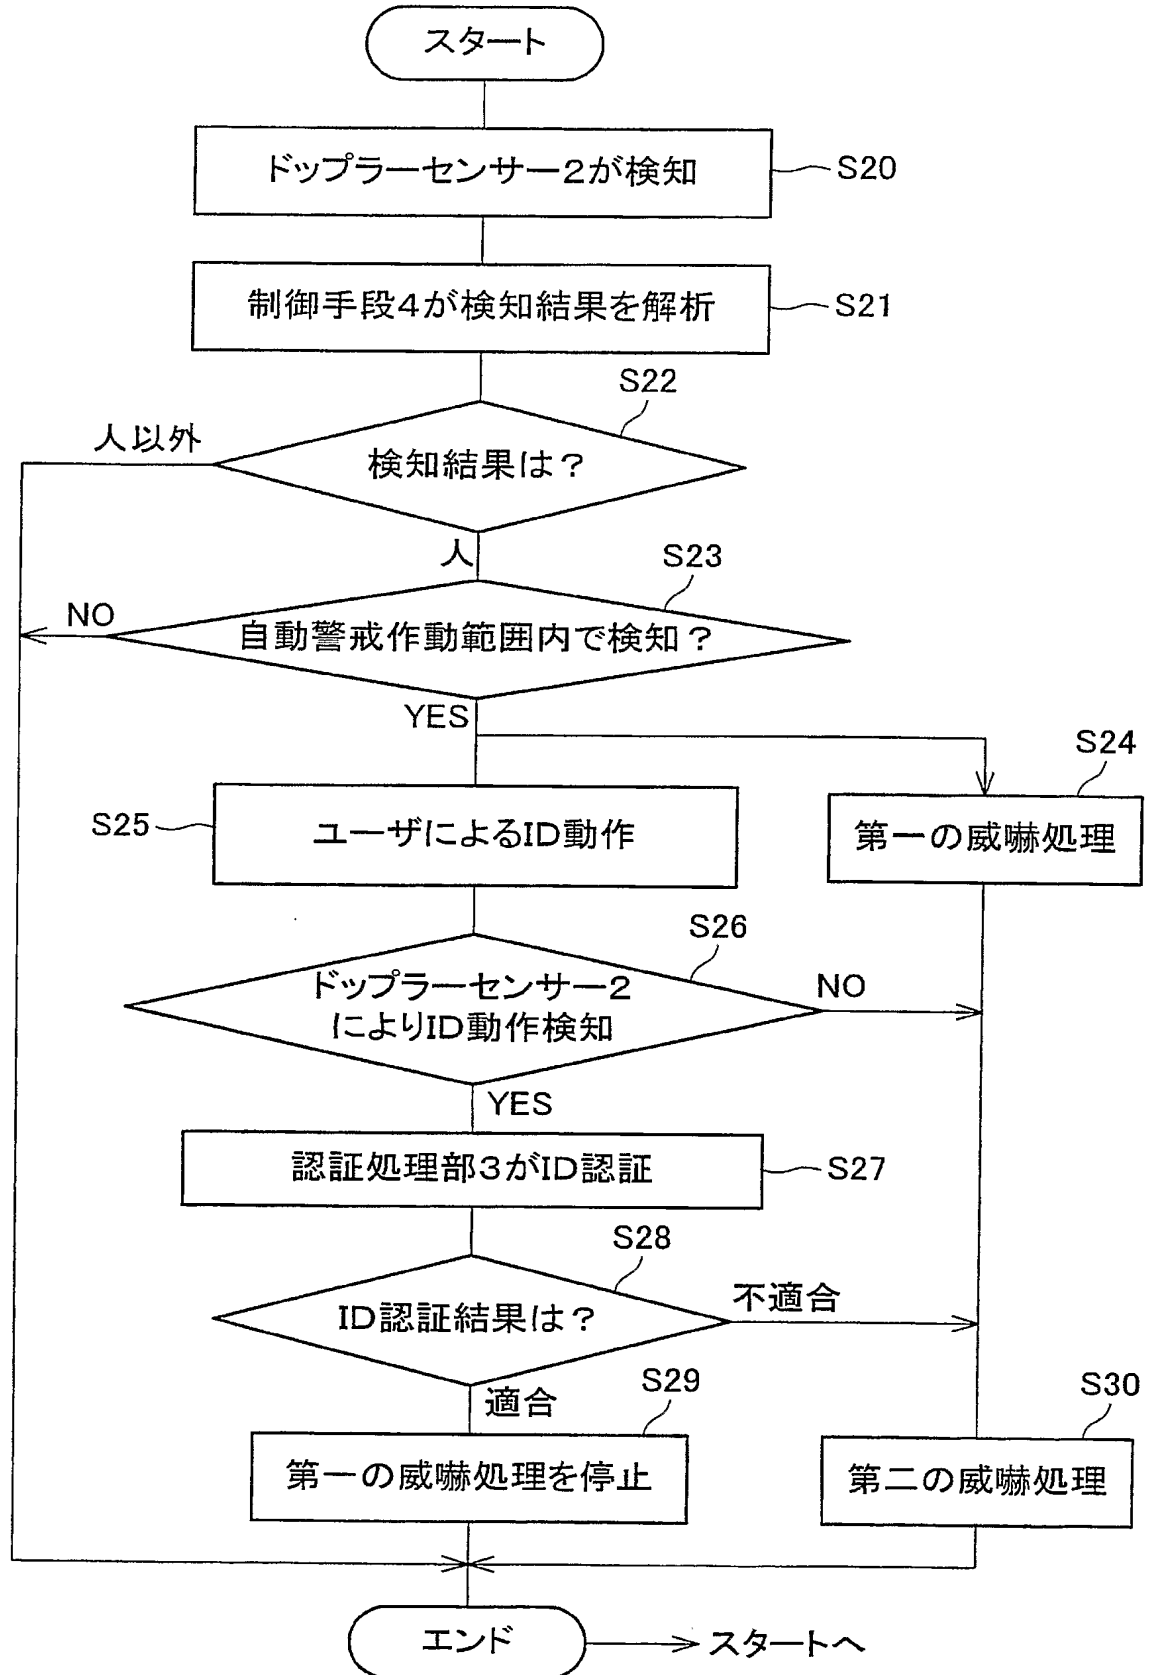 スタート
ドップラーセンサー2が検知
S20
制御手段4が検知結果を解析
S21
S22
人以外
検知結果は?
人
S23
NO
自動警戒作動範囲内で検知?
YES
S24
S25
ユーザによるID動作
第一の威嚇処理
S26
ドップラーセンサー2
によりID動作検知
NO
YES
認証処理部3がID認証
S27
S28
ID認証結果は?
不適合
適合
S29
S30
第一の威嚇処理を停止
第二の威嚇処理
エンド
スタートへ